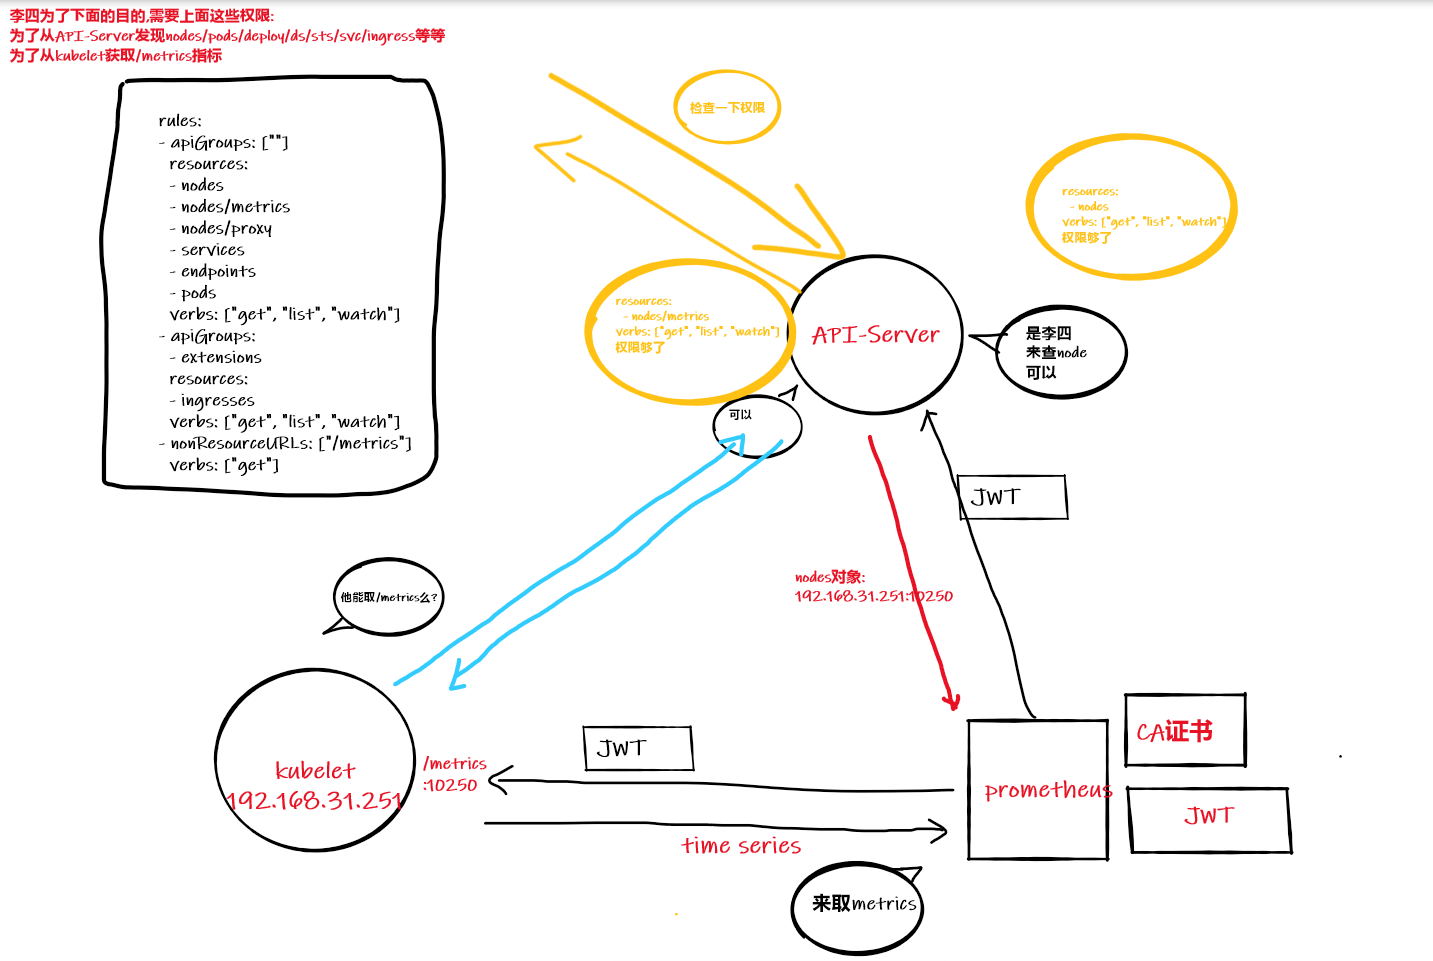 李四为了下面的目的,需要上面这些权限:
为了从API-Server发现nodes/pods/deploy/ds/sts/svc/ingress等等
为了从kubelet获取/metrics指标
rules:
- apiGroups: [""]
resources:
- nodes
- nodes/metrics
- nodes/proxy
- services
- endpoints
- pods
verbs: ["get", "list", "watch"]
- apiGroups:
- extensions
resources:
- ingresses
verbs: ["get", "list", "watch"]
- nonResourceURLs: ["/metrics"]
verbs: ["get"]
检查一下权限
resources:
- nodes
verbs: ["get", "list", "watch"]
权限够了
resources:
- nodes/metrics
verbs: ["get", "list", "watch"]
权限够了
API-Server
是李四
来查node
可以
可以
JWT
nodes对象:
192.168.31.251:10250
他能取/metrics么?
kubelet
192.168.31.251
/metrics
:10250
JWT
time series
prometheus
CA证书
JWT
来取metrics